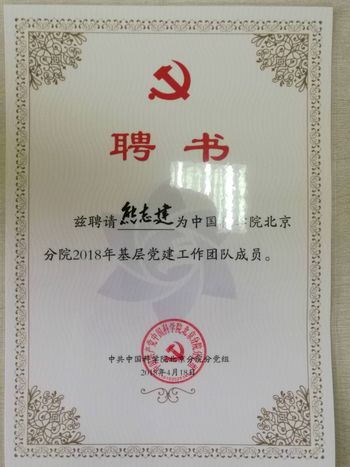 聘书
兹聘请熊志建为中国科学院北京
分院2018年基层党建工作团队成员。
中共中国科学院北京分院分党组
2018年4月18日